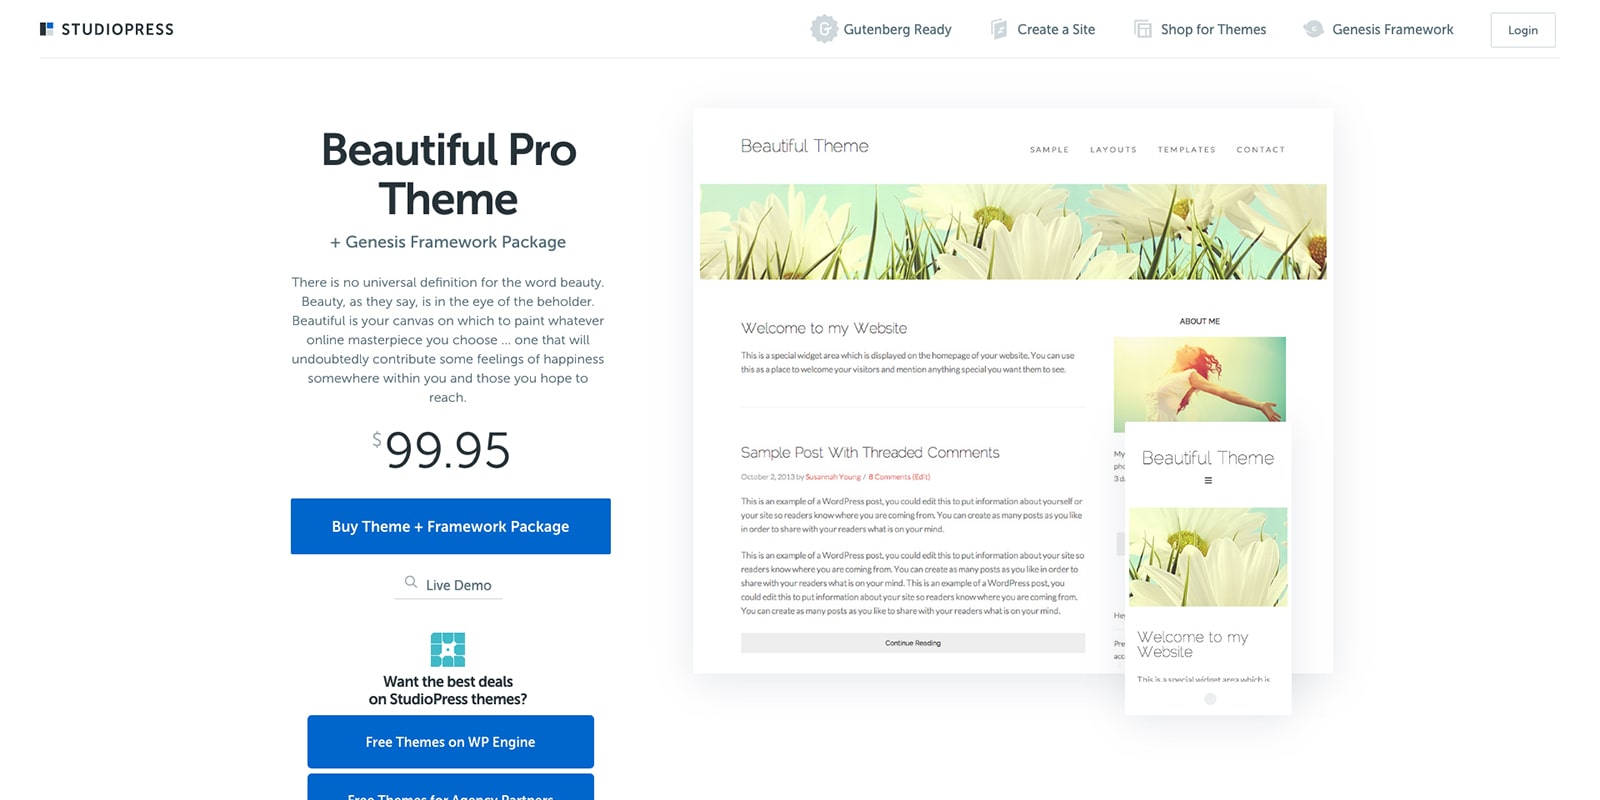 STUDIOPRESS
Gutenberg Ready
Create a Site
Shop for Themes
Genesis Framework
Login
Beautiful Pro
Theme
+ Genesis Framework Package
There is no universal definition for the word beauty.
Beauty, as they say, is in the eye of the beholder.
Beautiful is your canvas on which to paint whatever
online masterpiece you choose ... one that will
undoubtedly contribute some feelings of happiness
somewhere within you and those you hope to
reach.
$99.95
Buy Theme + Framework Package
Live Demo
Want the best deals
on StudioPress themes?
Free Themes on WP Engine
Free Themes for Agency Partners
Beautiful Theme
SAMPLE LAYOUTS TEMPLATES CONTACT
Welcome to my Website
This is a special widget area which is displayed on the homepage of your website. You can use
this as a place to welcome your visitors and mention anything special you want them to see.
Sample Post With Threaded Comments
October 2, 2013 by Susannah Young / 8 Comments (Edit)
This is an example of a WordPress post, you could edit this to put information about yourself or
your site so readers know where you are coming from. You can create as many posts as you like
in order to share with your readers what is on your mind.
This is an example of a WordPress post, you could edit this to put information about your site so
readers know where you are coming from. You can create as many posts as you like in order to
share with your readers what is on your mind. This is an example of a WordPress post, you
could edit this to put information about your site so readers know where you are coming from.
You can create as many posts as you like to share with your readers what is on your mind.
Continue Reading
ABOUT ME
My
pho
3 da
Hey
Pre
acc
Beautiful Theme
Welcome to my
Website
This is a special widget area which is